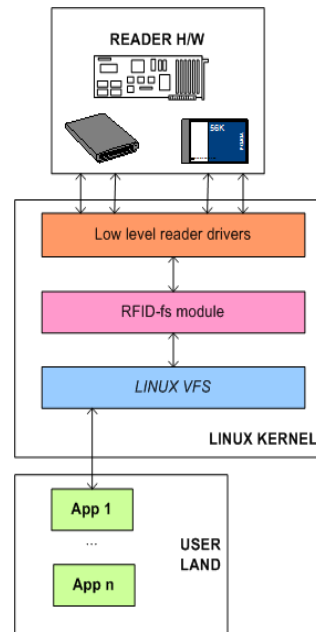 READER H/W
56K
Low level reader drivers
RFID-fs module
LINUX VFS
LINUX KERNEL
App 1
...
USER
LAND
App n